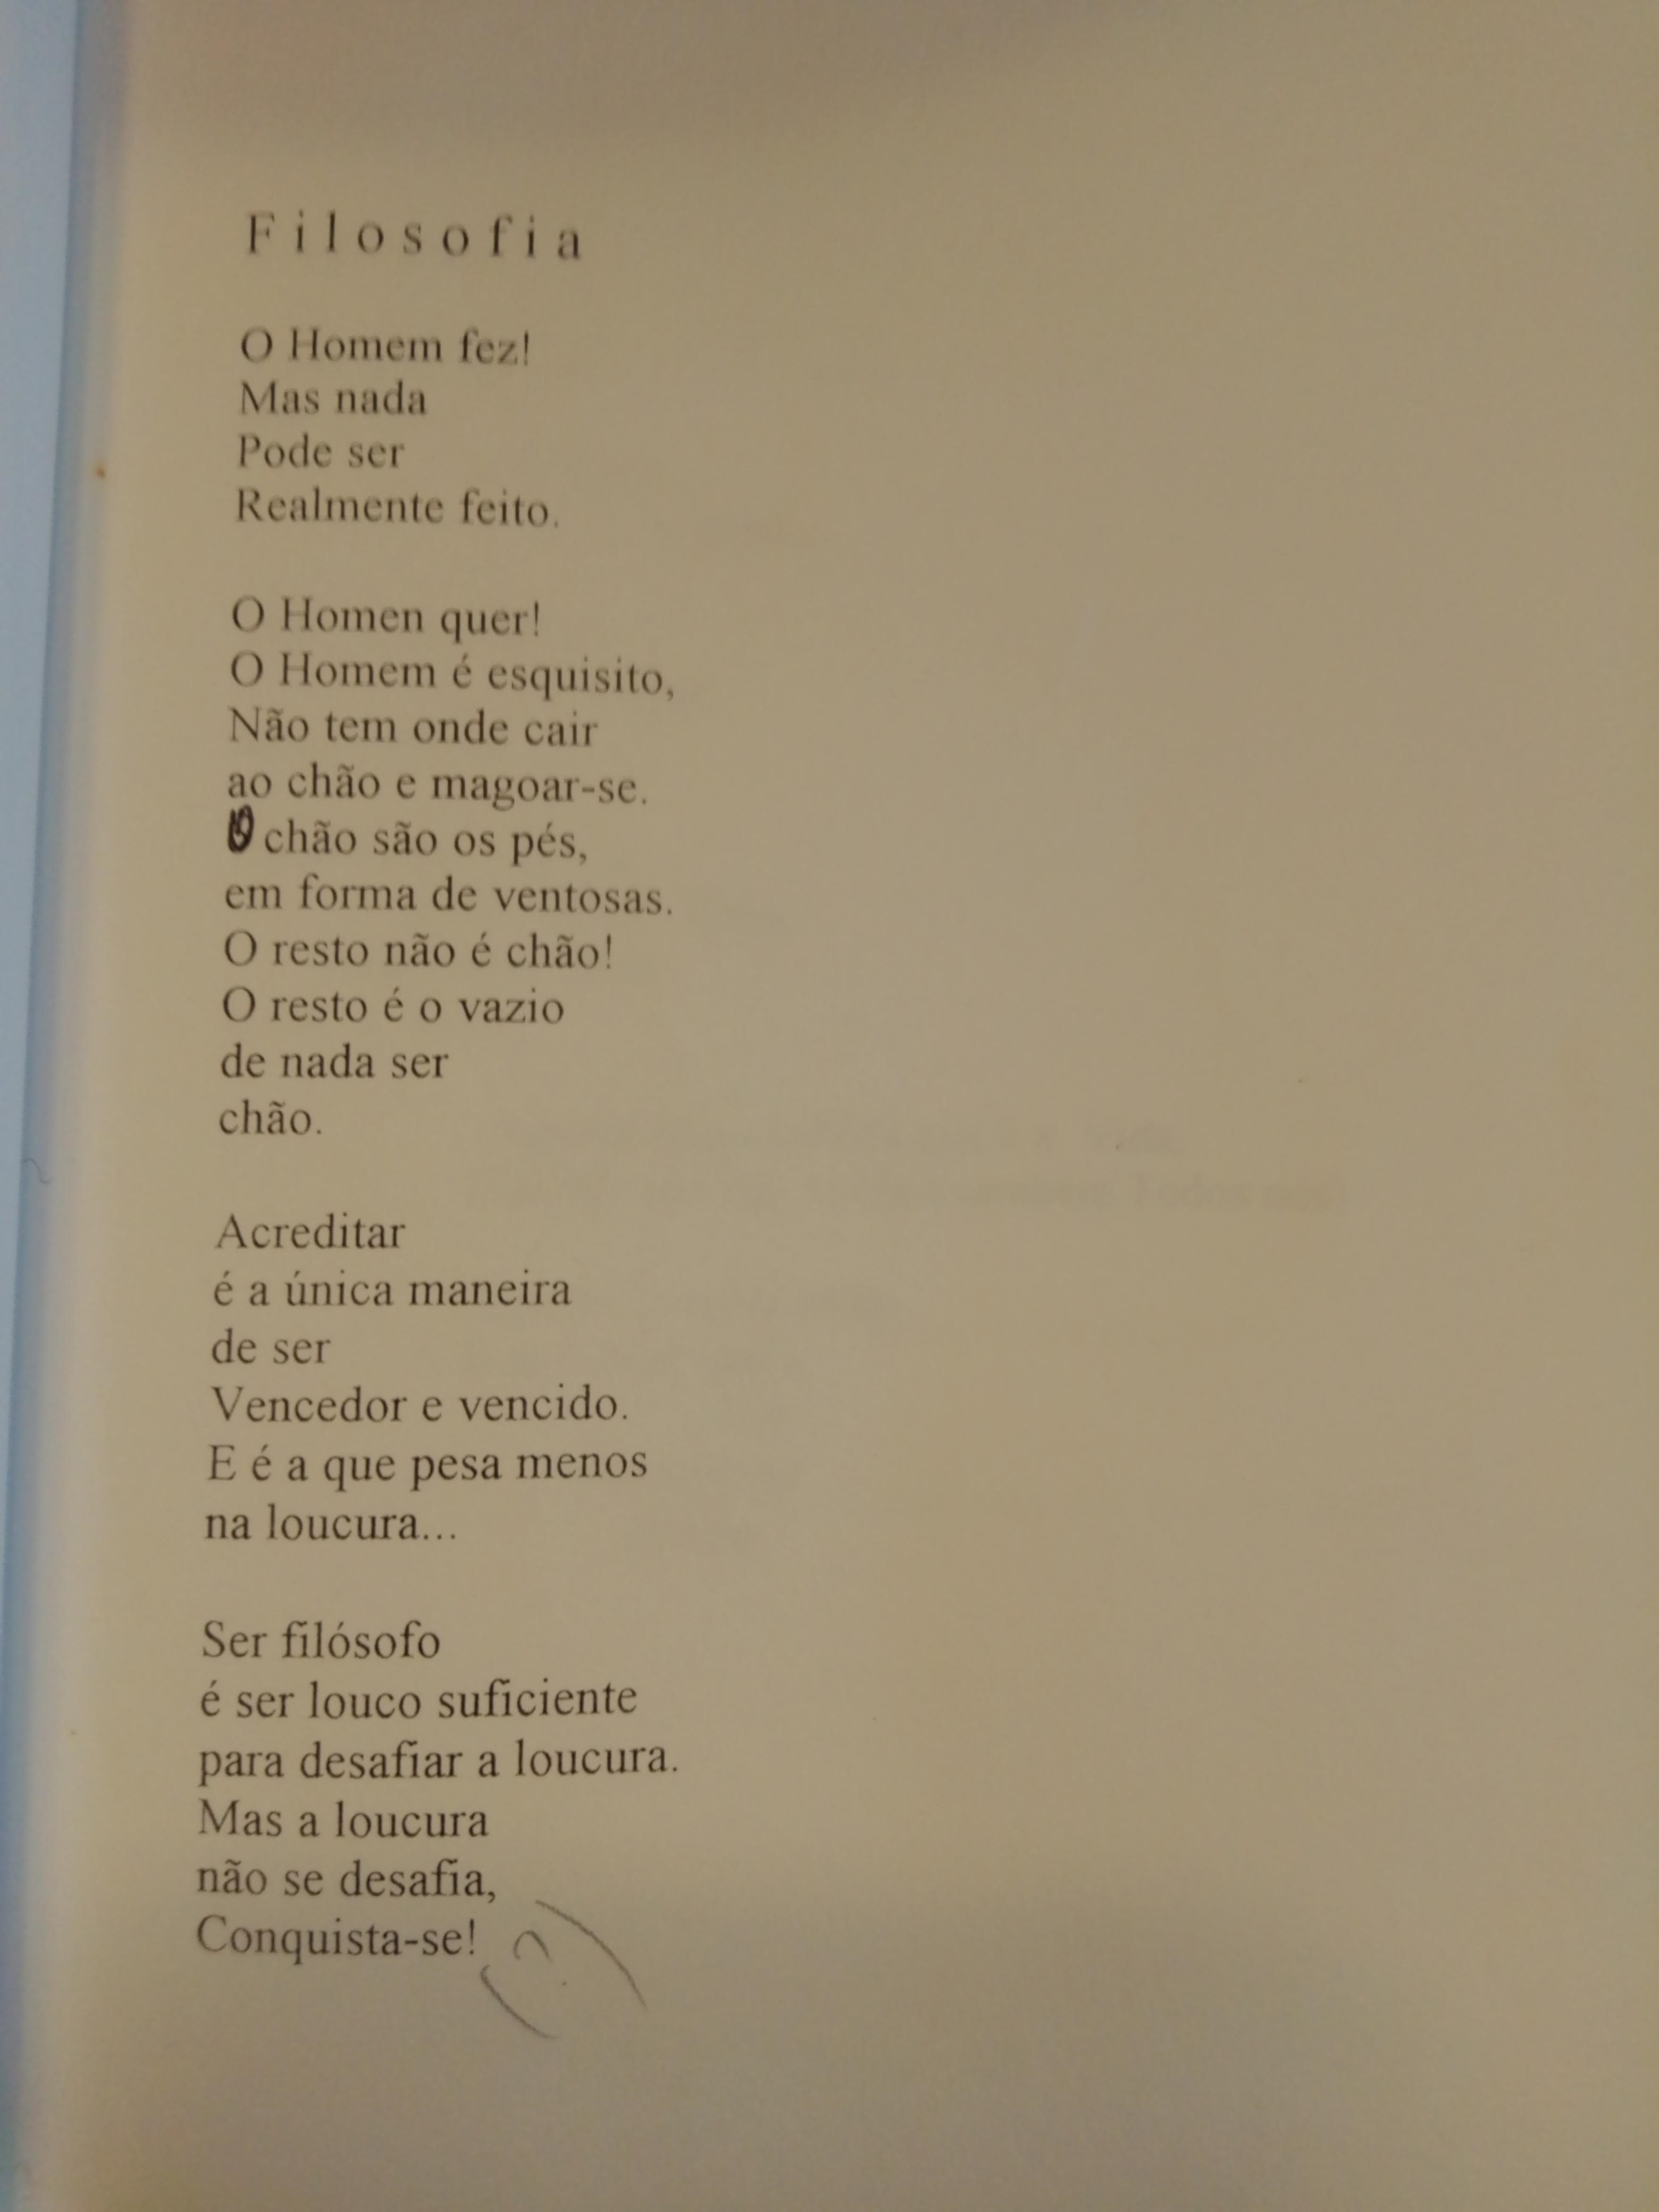 Filosofia
O Homem fez!
Mas nada
Pode ser
Realmente feito.
O Homen quer!
O Homem é esquisito,
Não tem onde cair
ao chão e magoar-se.
O chão são os pés,
em forma de ventosas.
O resto não é chão!
O resto é o vazio
de nada ser
chão.
Acreditar
é a única maneira
de ser
Vencedor e vencido.
E é a que pesa menos
na loucura...
Ser filósofo
é ser louco suficiente
para desafiar a loucura.
Mas a loucura
não se desafia,
Conquista-se! (?)